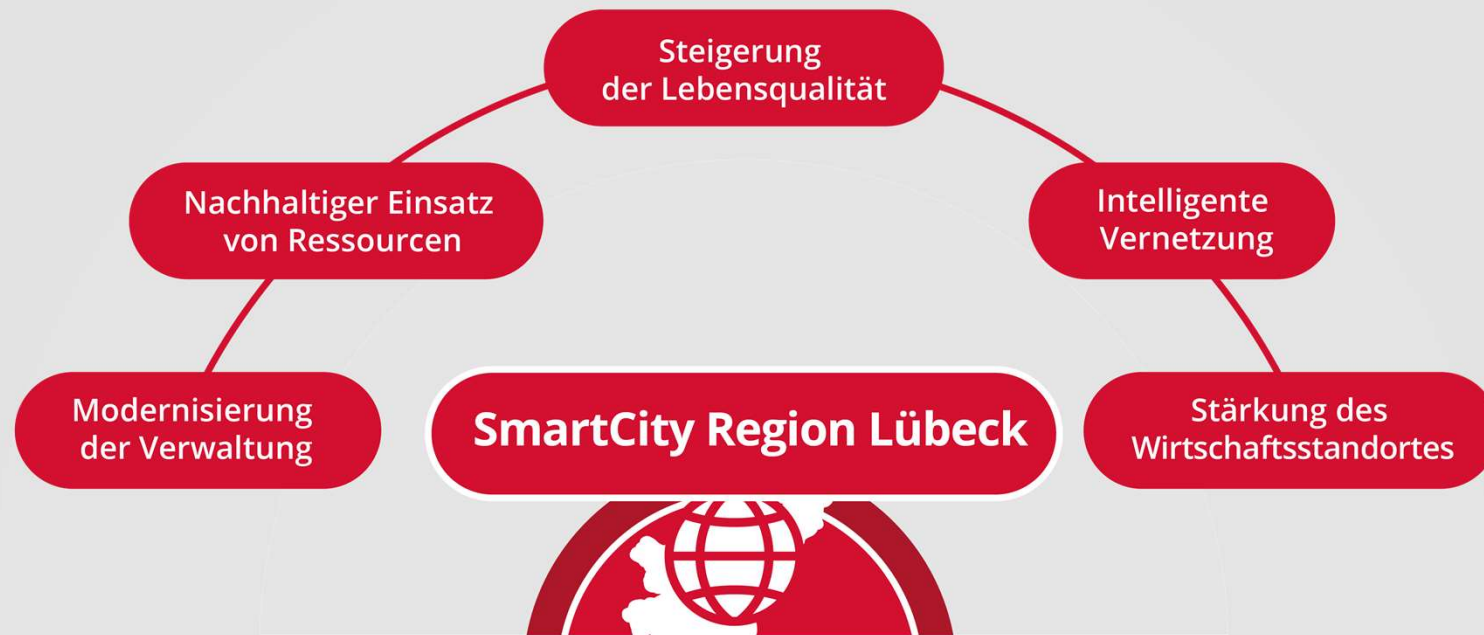 Steigerung
der Lebensqualität
Nachhaltiger Einsatz
von Ressourcen
Intelligente
Vernetzung
Modernisierung
der Verwaltung
SmartCity Region Lübeck
Stärkung des
Wirtschaftsstandortes